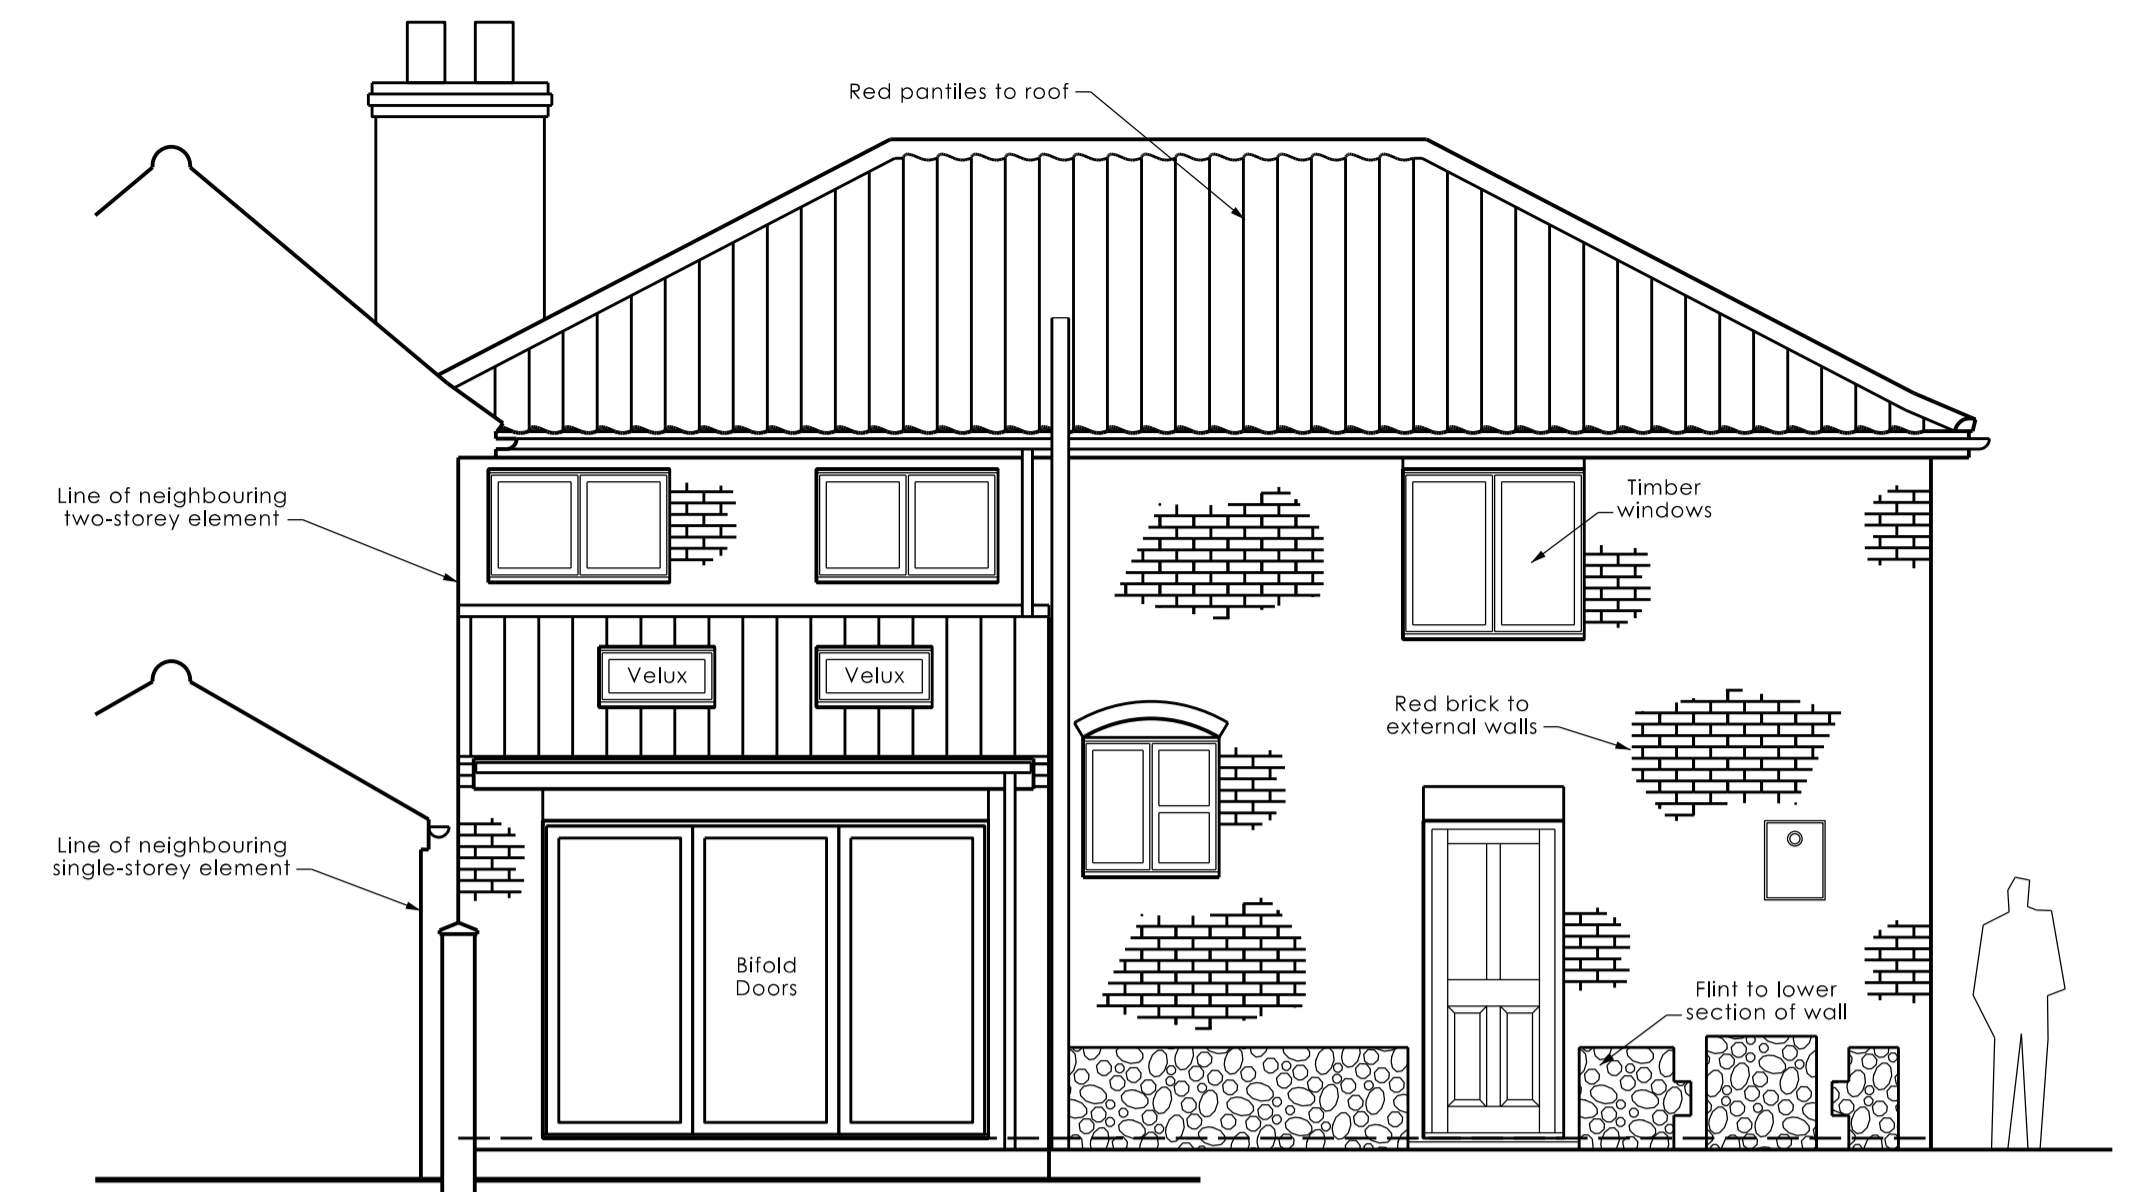 Red pantiles to roof
Line of neighbouring
two-storey element
Timber
windows
Velux
Velux
Red brick to
external walls
Line of neighbouring
single-storey element
Bifold
Doors
Flint to lower
section of wall